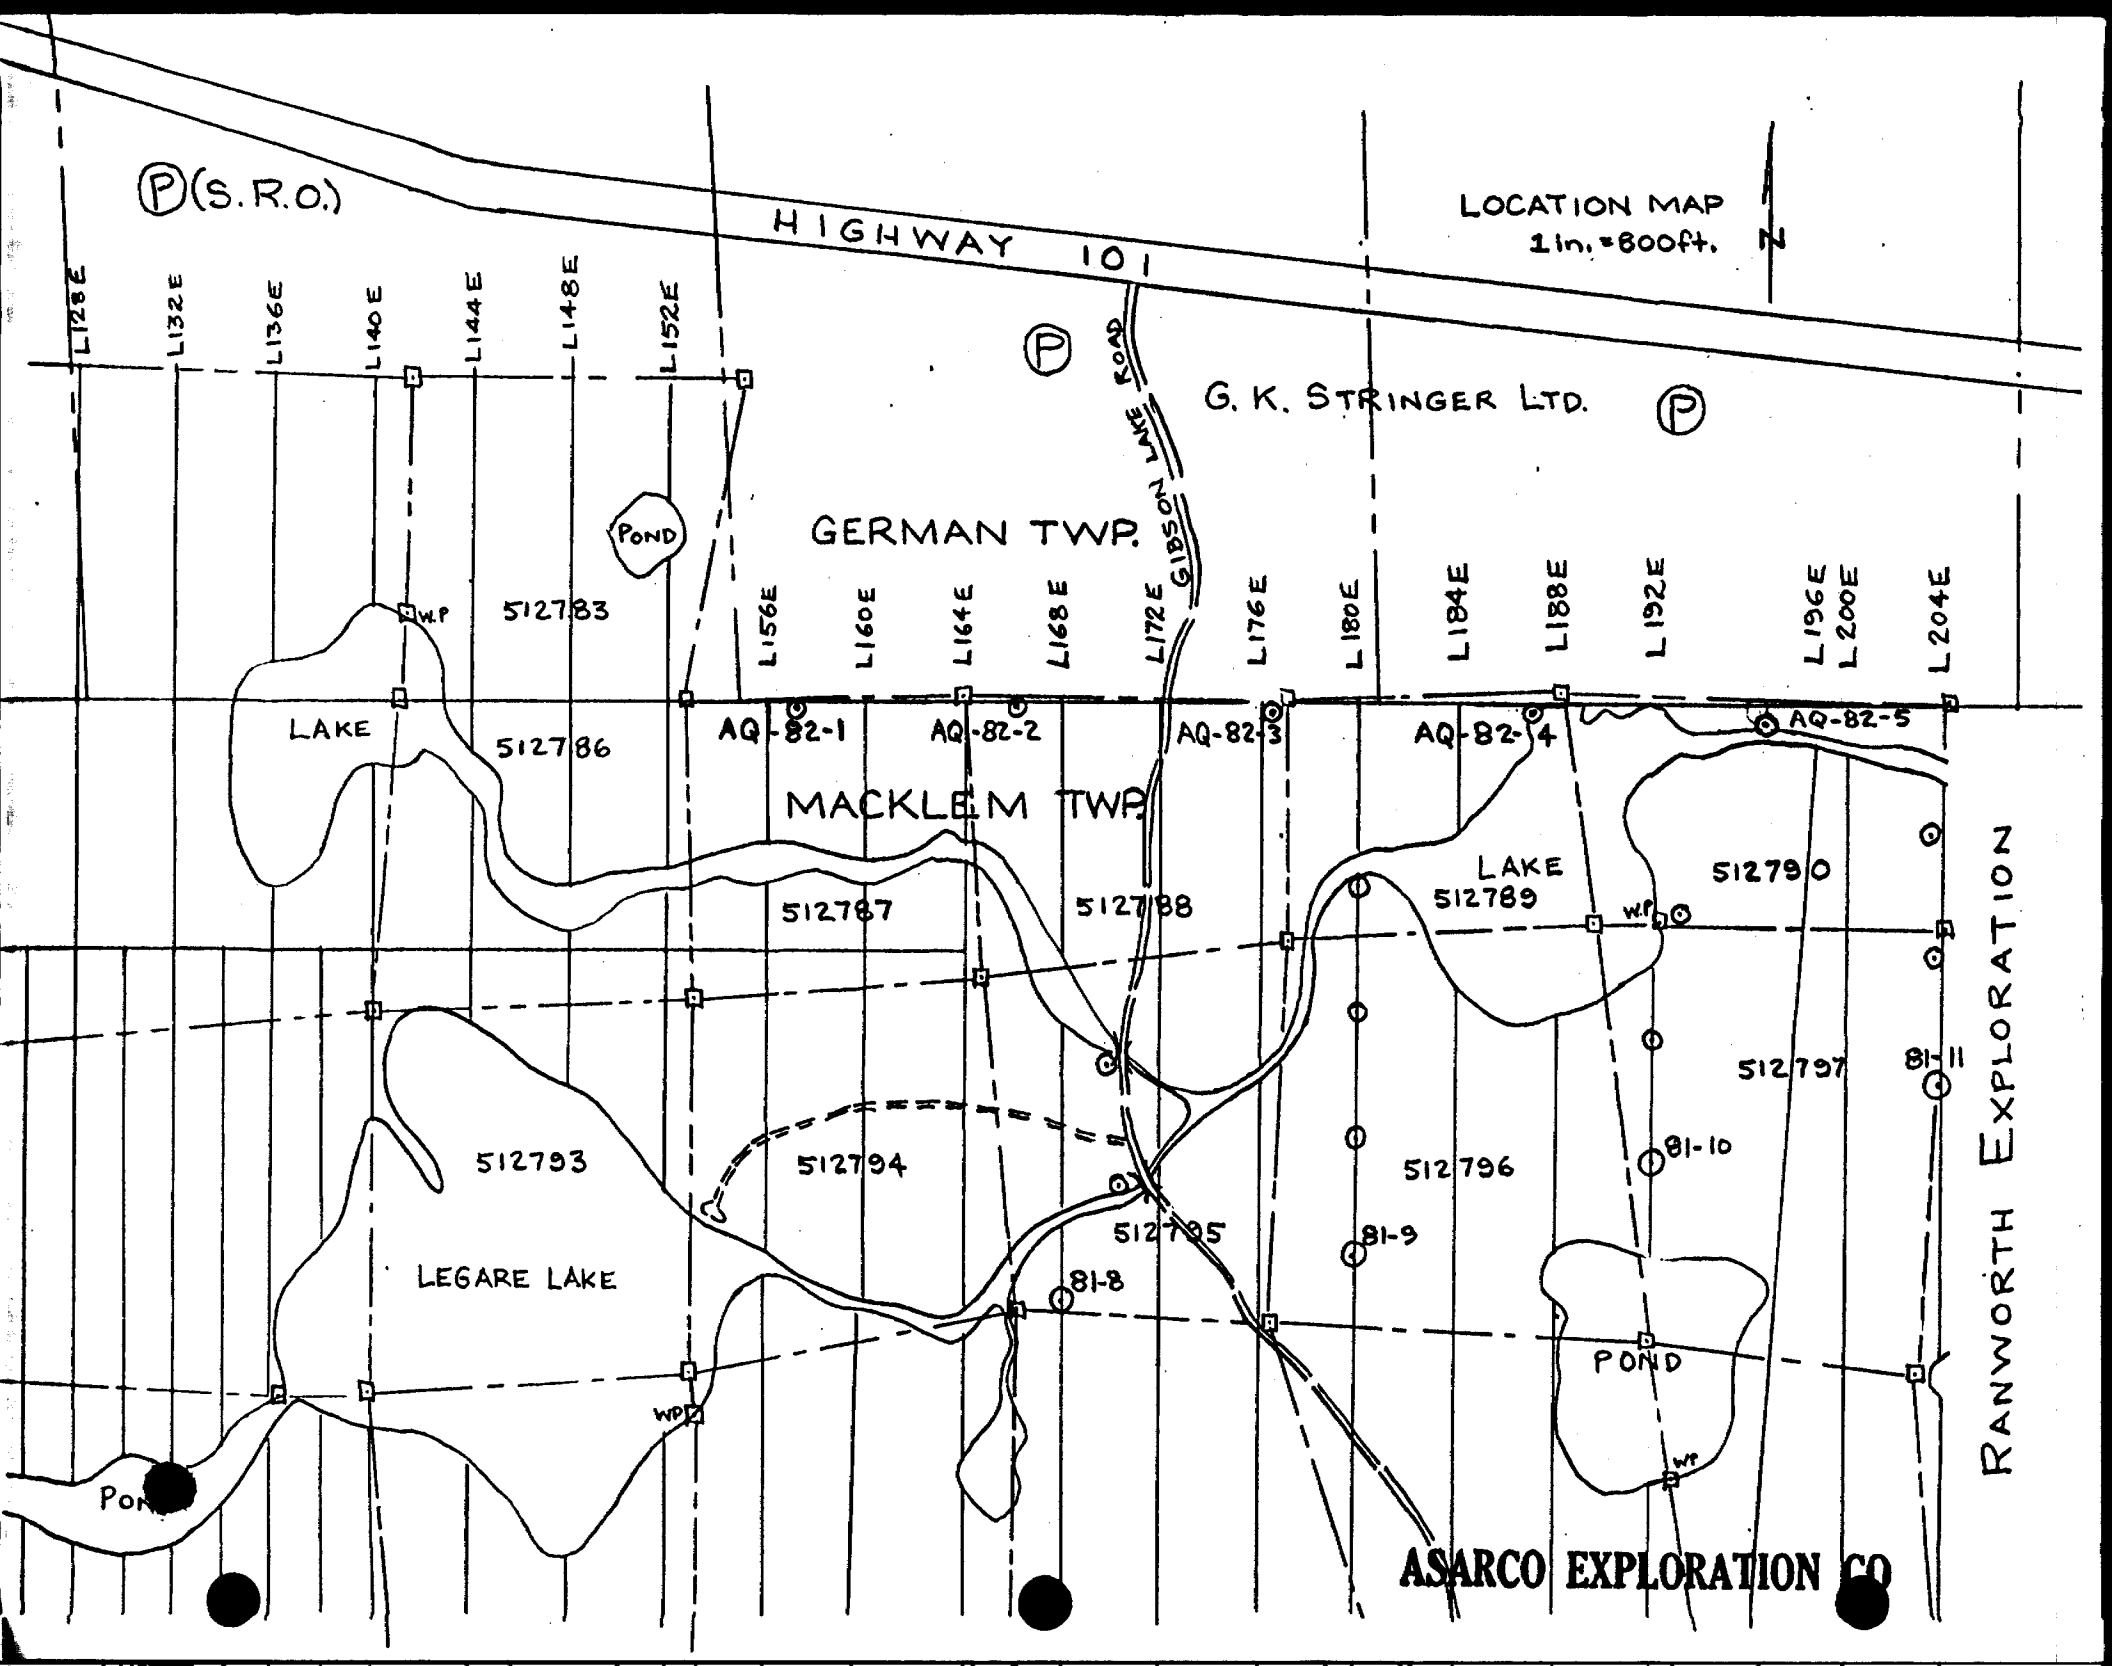 Ⓟ(S.R.O.)
HIGHWAY 101
LOCATION MAP
1in.=800ft.
N
L128E
L132E
L136E
L140E
L144E
L148E
L152E
Ⓟ
GIBSON LAKE ROAD
G. K. STRINGER LTD.
Ⓟ
POND
GERMAN TWP.
W.P
512783
L156E
L160E
L164E
L168E
L172E
L176E
L180E
L184E
L188E
L192E
L196E
L200E
L204E
LAKE
512786
AQ-82-1
AQ-82-2
AQ-82-3
AQ-82-4
AQ-82-5
MACKLEM TWP.
LAKE
512787
512788
512789
512790
W.P
512793
512794
512795
512796
512797
81-11
81-10
81-9
81-8
LEGARE LAKE
POND
WP
WP
RANWORTH EXPLORATION
ASARCO EXPLORATION CO